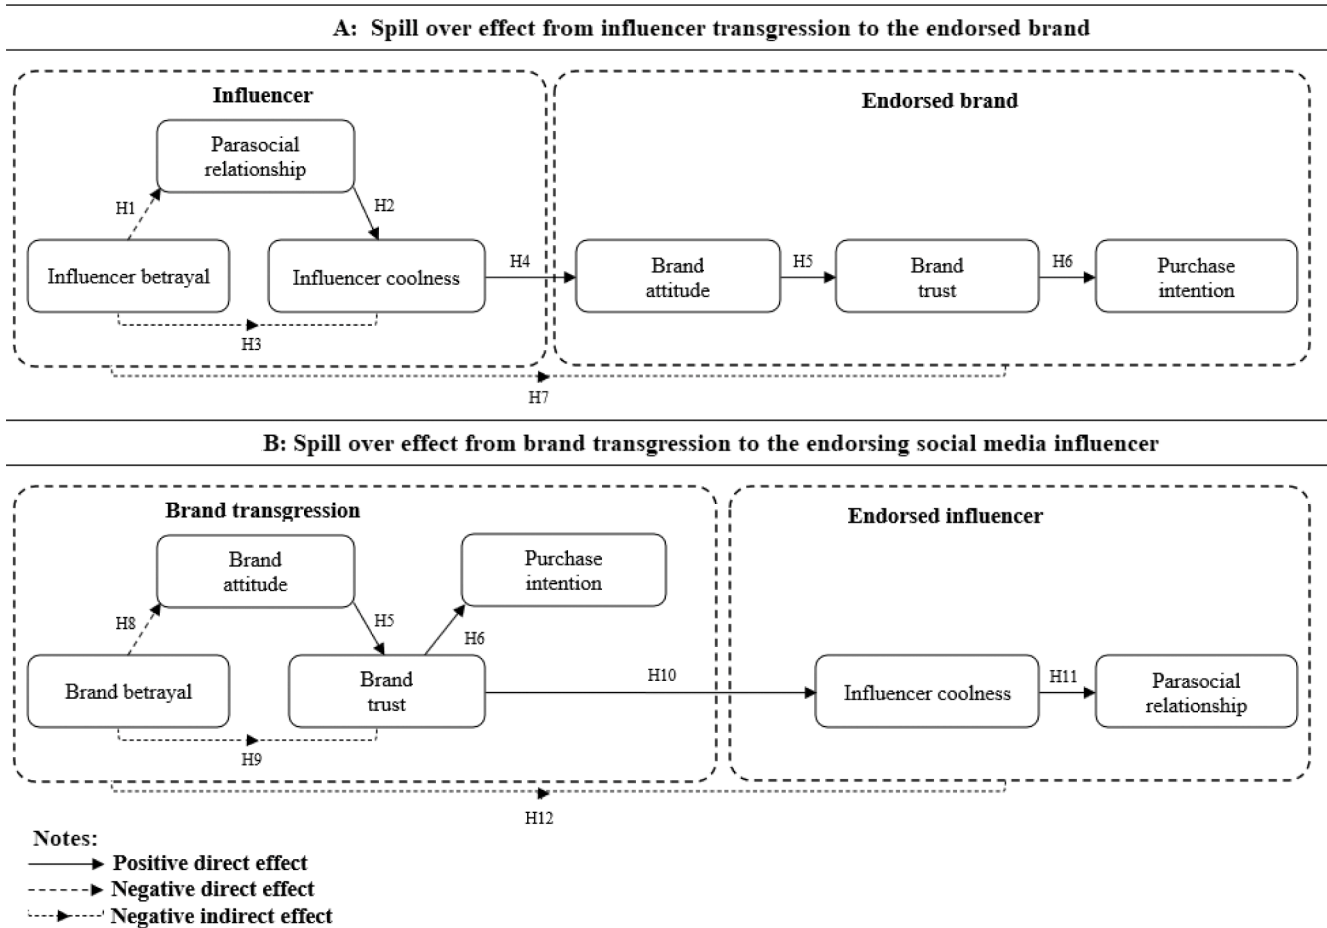 A:  Spill over effect from influencer transgression to the endorsed brand
Influencer
Endorsed brand
Parasocial
relationship
H1
H2
Influencer betrayal
Influencer coolness
H4
Brand
attitude
H5
Brand
trust
H6
Purchase
intention
H3
H7
B: Spill over effect from brand transgression to the endorsing social media influencer
Brand transgression
Endorsed influencer
Brand
attitude
Purchase
intention
H8
H5
H6
Brand betrayal
Brand
trust
H10
Influencer coolness
H11
Parasocial
relationship
H9
H12
Notes:
Positive direct effect
Negative direct effect
Negative indirect effect